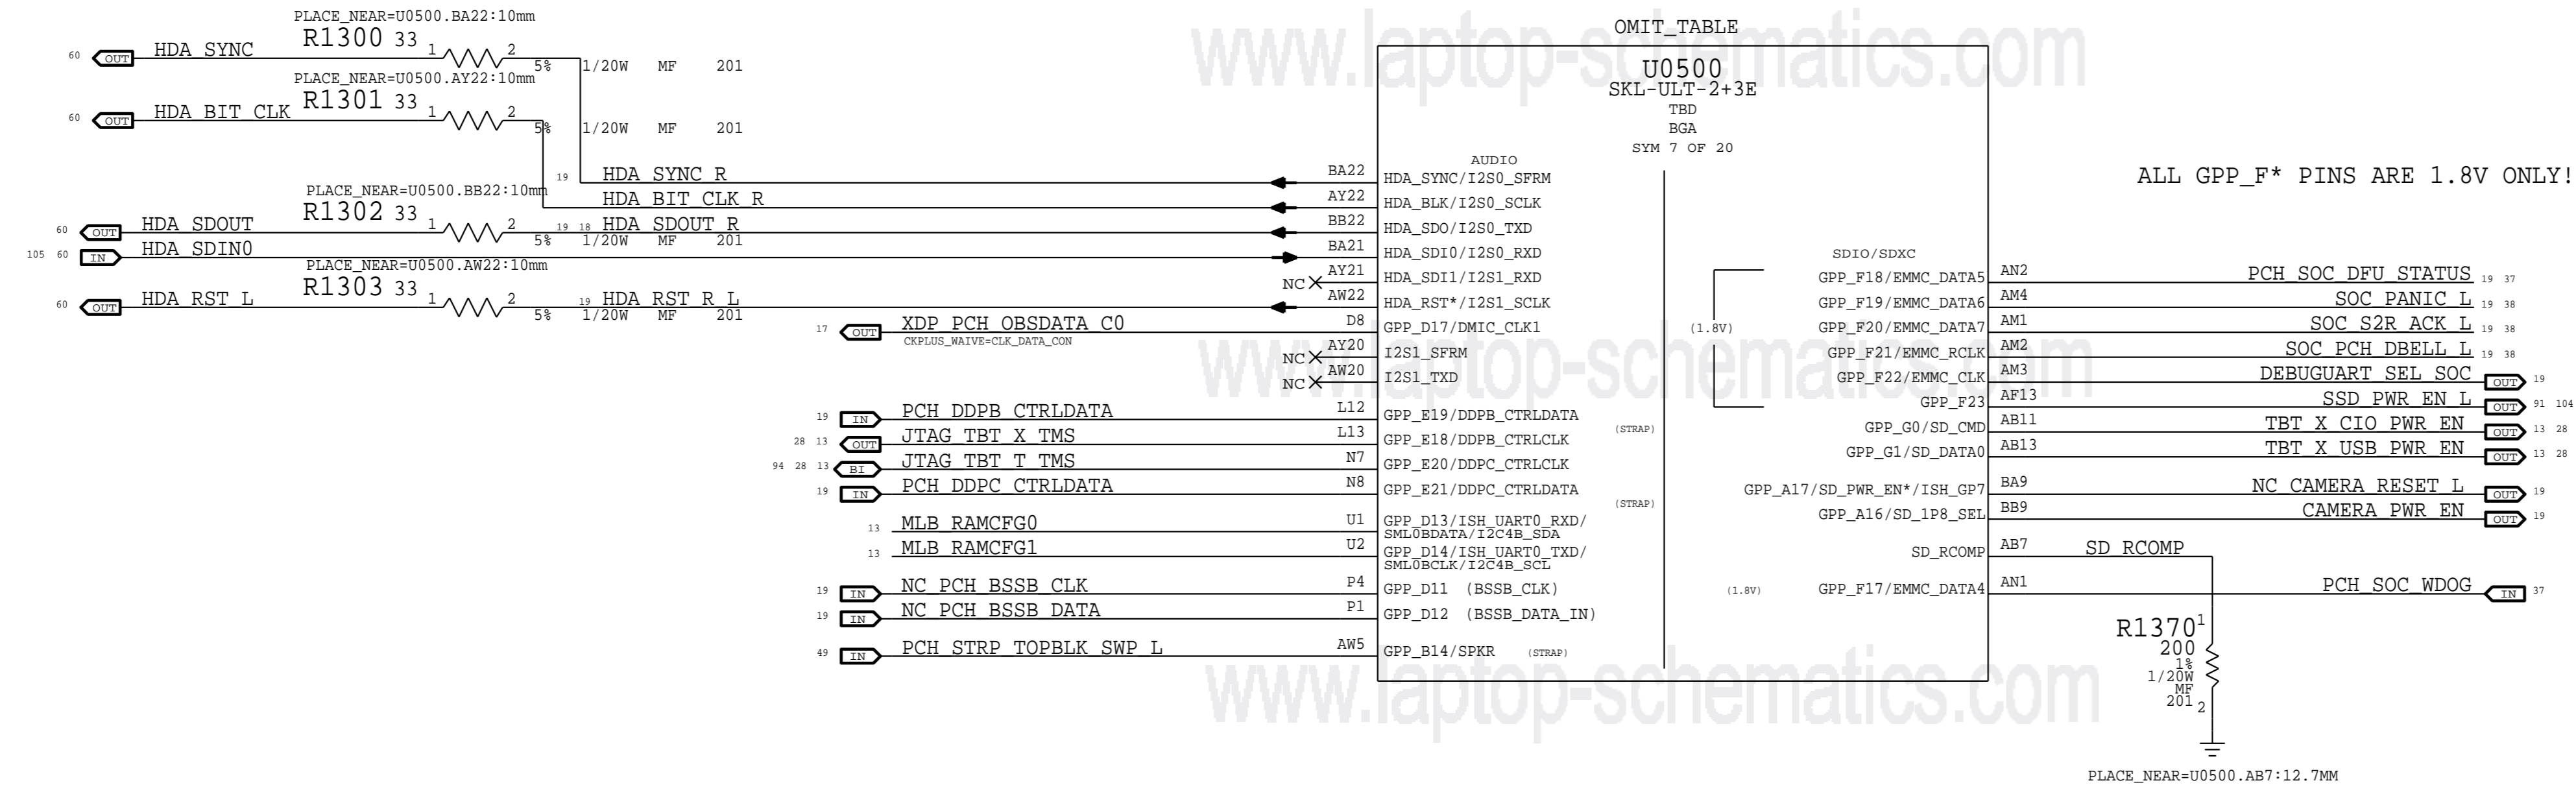 www.laptop-schematics.com
PLACE_NEAR=U0500.BA22:10mm
60 OUT HDA_SYNC R1300 33 1 2 5% 1/20W MF 201
PLACE_NEAR=U0500.AY22:10mm
60 OUT HDA_BIT_CLK R1301 33 1 2 5% 1/20W MF 201
19 HDA_SYNC_R
HDA_BIT_CLK_R
PLACE_NEAR=U0500.BB22:10mm
60 OUT HDA_SDOUT R1302 33 1 2 5% 1/20W MF 201 19 18 HDA_SDOUT_R
105 60 IN HDA_SDIN0
PLACE_NEAR=U0500.AW22:10mm
60 OUT HDA_RST_L R1303 33 1 2 5% 1/20W MF 201 19 HDA_RST_R_L
17 OUT XDP_PCH_OBSDATA_C0
CKPLUS_WAIVE=CLK_DATA_CON
19 IN PCH_DDPB_CTRLDATA
28 13 OUT JTAG_TBT_X_TMS
94 28 13 BI JTAG_TBT_T_TMS
19 IN PCH_DDPC_CTRLDATA
13 MLB_RAMCFG0
13 MLB_RAMCFG1
19 IN NC_PCH_BSSB_CLK
19 IN NC_PCH_BSSB_DATA
49 IN PCH_STRP_TOPBLK_SWP_L
OMIT_TABLE
U0500
SKL-ULT-2+3E
TBD
BGA
SYM 7 OF 20
AUDIO
BA22 HDA_SYNC/I2S0_SFRM
AY22 HDA_BLK/I2S0_SCLK
BB22 HDA_SDO/I2S0_TXD
BA21 HDA_SDI0/I2S0_RXD
NC AY21 HDA_SDI1/I2S1_RXD
AW22 HDA_RST*/I2S1_SCLK
D8 GPP_D17/DMIC_CLK1
NC AY20 I2S1_SFRM
NC AW20 I2S1_TXD
L12 GPP_E19/DDPB_CTRLDATA
(STRAP)
L13 GPP_E18/DDPB_CTRLCLK
N7 GPP_E20/DDPC_CTRLCLK
N8 GPP_E21/DDPC_CTRLDATA
(STRAP)
U1 GPP_D13/ISH_UART0_RXD/
SML0BDATA/I2C4B_SDA
U2 GPP_D14/ISH_UART0_TXD/
SML0BCLK/I2C4B_SCL
P4 GPP_D11 (BSSB_CLK)
P1 GPP_D12 (BSSB_DATA_IN)
AW5 GPP_B14/SPKR (STRAP)
www.laptop-schematics.com
www.laptop-schematics.com
ALL GPP_F* PINS ARE 1.8V ONLY!
SDIO/SDXC
GPP_F18/EMMC_DATA5 AN2 PCH_SOC_DFU_STATUS 19 37
GPP_F19/EMMC_DATA6 AM4 SOC_PANIC_L 19 38
(1.8V) GPP_F20/EMMC_DATA7 AM1 SOC_S2R_ACK_L 19 38
GPP_F21/EMMC_RCLK AM2 SOC_PCH_DBELL_L 19 38
GPP_F22/EMMC_CLK AM3 DEBUGUART_SEL_SOC OUT 19
GPP_F23 AF13 SSD_PWR_EN_L OUT 91 104
GPP_G0/SD_CMD AB11 TBT_X_CIO_PWR_EN OUT 13 28
GPP_G1/SD_DATA0 AB13 TBT_X_USB_PWR_EN OUT 13 28
GPP_A17/SD_PWR_EN*/ISH_GP7 BA9 NC_CAMERA_RESET_L OUT 19
GPP_A16/SD_1P8_SEL BB9 CAMERA_PWR_EN OUT 19
SD_RCOMP AB7 SD_RCOMP
(1.8V) GPP_F17/EMMC_DATA4 AN1 PCH_SOC_WDOG IN 37
R1370 1
200
1%
1/20W
MF
201 2
PLACE_NEAR=U0500.AB7:12.7MM